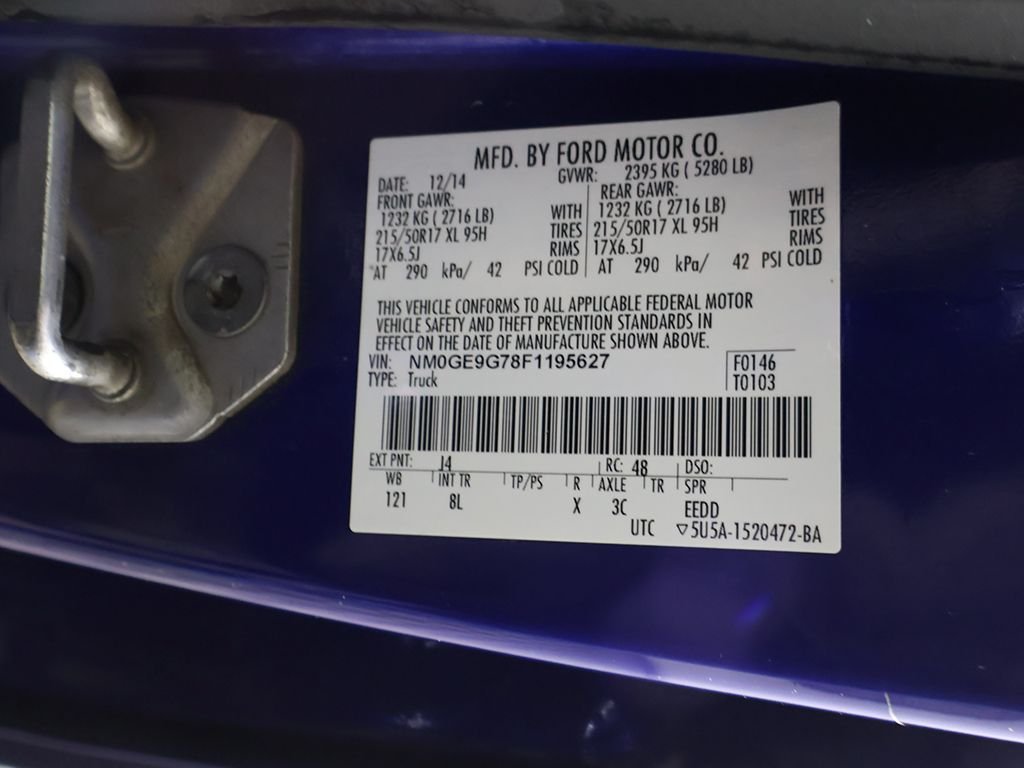 MFD. BY FORD MOTOR CO.
DATE: 12/14 GVWR: 2395 KG ( 5280 LB)
FRONT GAWR: REAR GAWR:
1232 KG ( 2716 LB) WITH 1232 KG ( 2716 LB) WITH
215/50R17 XL 95H TIRES 215/50R17 XL 95H TIRES
17X6.5J RIMS 17X6.5J RIMS
AT 290 kPa/ 42 PSI COLD AT 290 kPa/ 42 PSI COLD
THIS VEHICLE CONFORMS TO ALL APPLICABLE FEDERAL MOTOR
VEHICLE SAFETY AND THEFT PREVENTION STANDARDS IN
EFFECT ON THE DATE OF MANUFACTURE SHOWN ABOVE.
VIN: NM0GE9G78F1195627 F0146
TYPE: Truck T0103
EXT PNT: J4 RC: 48 DSO:
WB INT TR TP/PS R AXLE TR SPR
121 8L X 3C EEDD
UTC ▽5U5A-1520472-BA